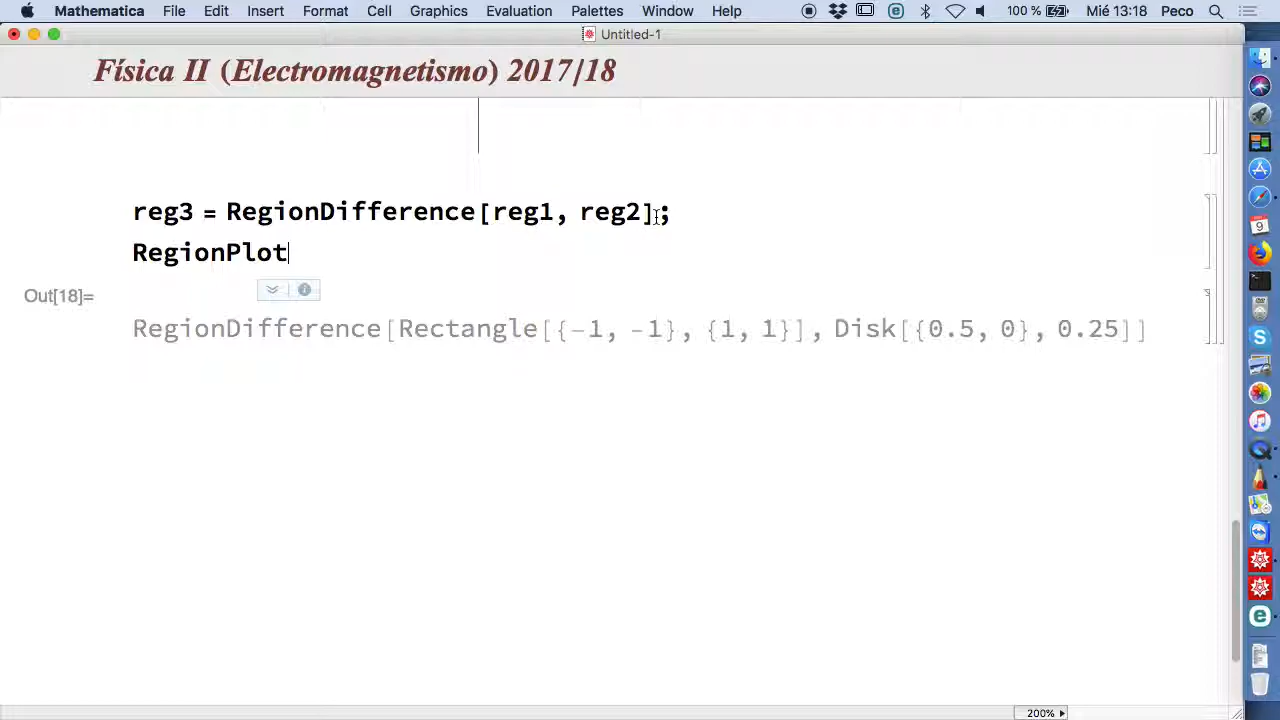 Mathematica File Edit Insert Format Cell Graphics Evaluation Palettes Window Help 100 % Mié 13:18 Peco
Untitled-1
Física II (Electromagnetismo) 2017/18
reg3 = RegionDifference[reg1, reg2];
RegionPlot
Out[18]=
RegionDifference[Rectangle[{-1, -1}, {1, 1}], Disk[{0.5, 0}, 0.25]]
200%